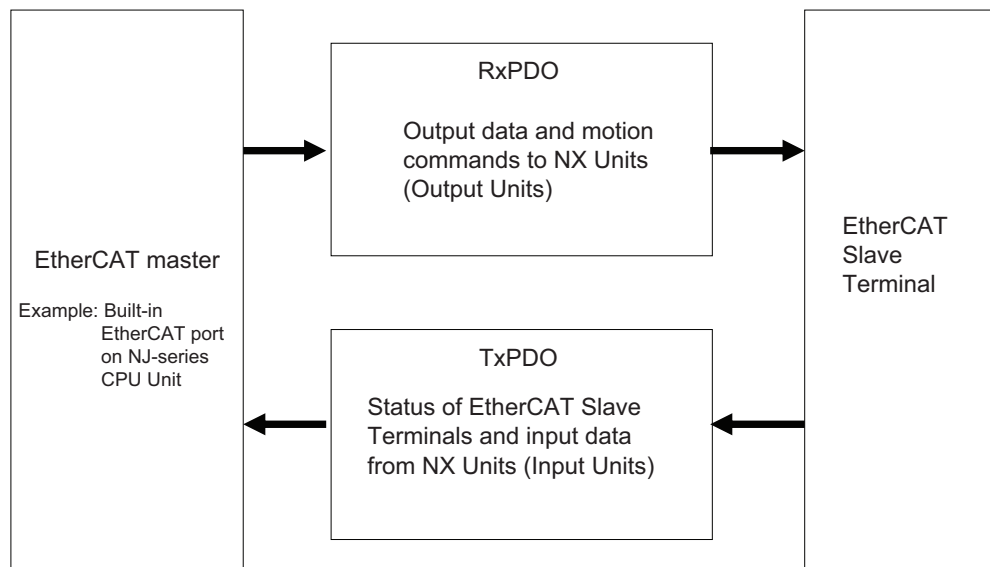 EtherCAT master
Example: Built-in
EtherCAT port
on NJ-series
CPU Unit
RxPDO
Output data and motion
commands to NX Units
(Output Units)
TxPDO
Status of EtherCAT Slave
Terminals and input data
from NX Units (Input Units)
EtherCAT
Slave
Terminal